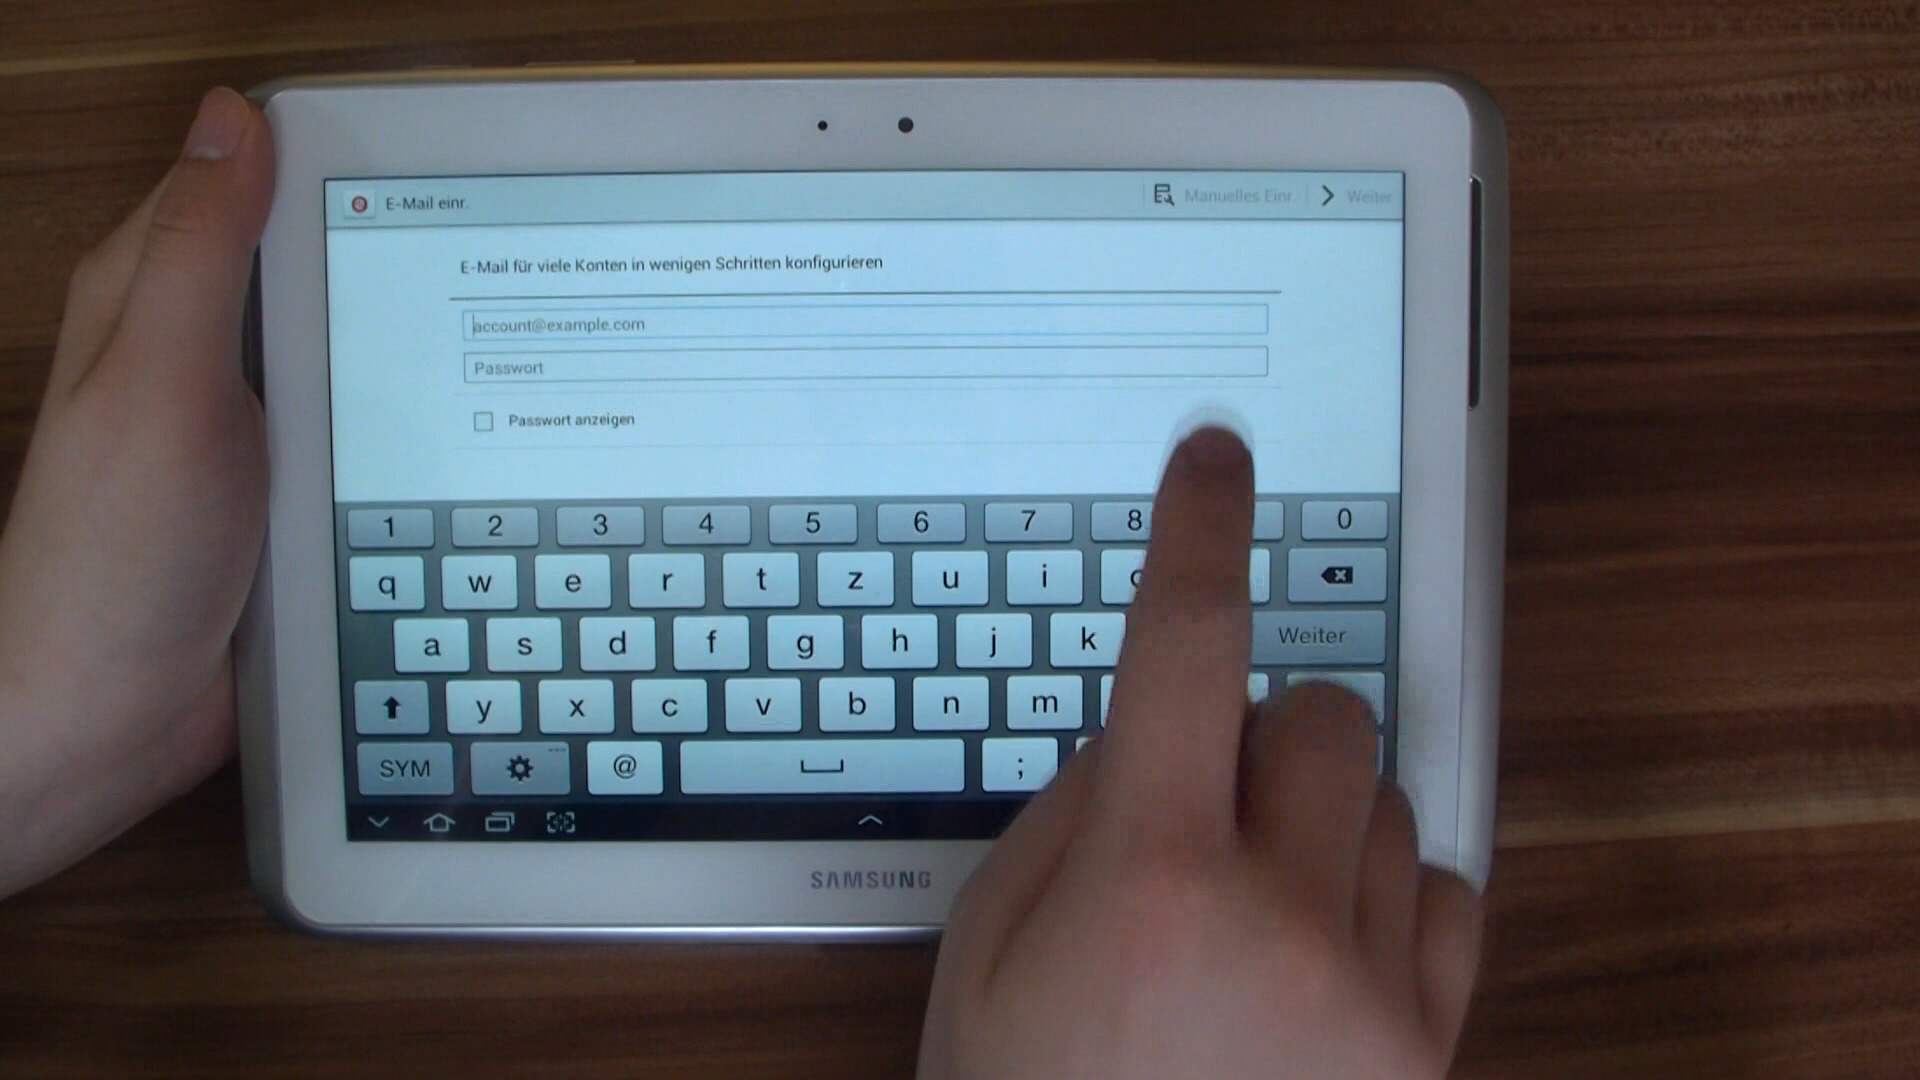 E-Mail einr.
Manuelles Einr.
Weiter
E-Mail für viele Konten in wenigen Schritten konfigurieren
account@example.com
Passwort
Passwort anzeigen
1 2 3 4 5 6 7 8 0
q w e r t z u i
a s d f g h j k Weiter
y x c v b n m
SYM @ ;
SAMSUNG